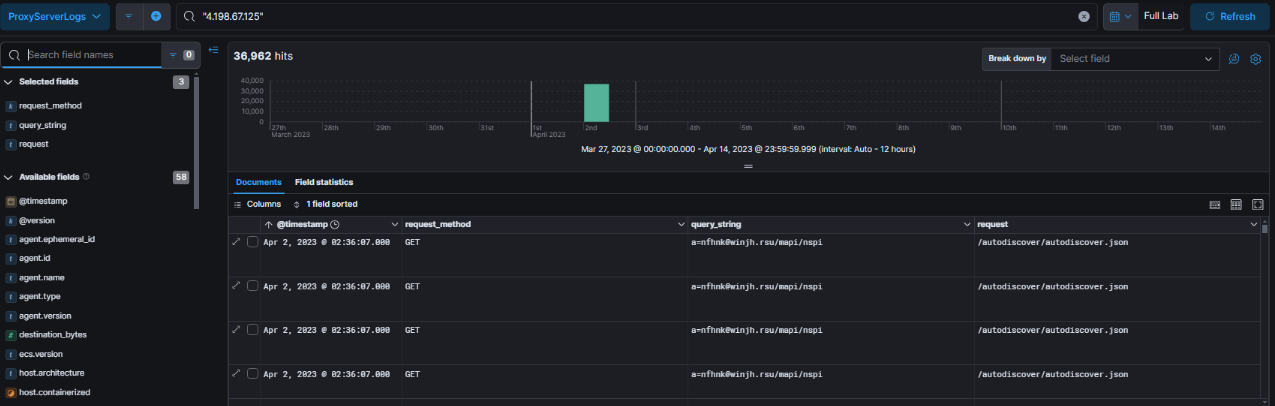 ProxyServerLogs "4.198.67.125" Full Lab Refresh
Search field names 0
36,962 hits Break down by Select field
Selected fields 3
request_method
query_string
request
Available fields 58
@timestamp
@version
agent.ephemeral_id
agent.id
agent.name
agent.type
agent.version
destination_bytes
ecs.version
host.architecture
host.containerized
40,000
30,000
20,000
10,000
0
27th 28th 29th 30th 31st 1st 2nd 3rd 4th 5th 6th 7th 8th 9th 10th 11th 12th 13th 14th
March 2023 April 2023
Mar 27, 2023 @ 00:00:00.000 - Apr 14, 2023 @ 23:59:59.999 (interval: Auto - 12 hours)
Documents Field statistics
Columns 1 field sorted
@timestamp request_method query_string request
Apr 2, 2023 @ 02:36:07.000 GET a=nfhnk@winjh.rsu/mapi/nspi /autodiscover/autodiscover.json
Apr 2, 2023 @ 02:36:07.000 GET a=nfhnk@winjh.rsu/mapi/nspi /autodiscover/autodiscover.json
Apr 2, 2023 @ 02:36:07.000 GET a=nfhnk@winjh.rsu/mapi/nspi /autodiscover/autodiscover.json
Apr 2, 2023 @ 02:36:07.000 GET a=nfhnk@winjh.rsu/mapi/nspi /autodiscover/autodiscover.json